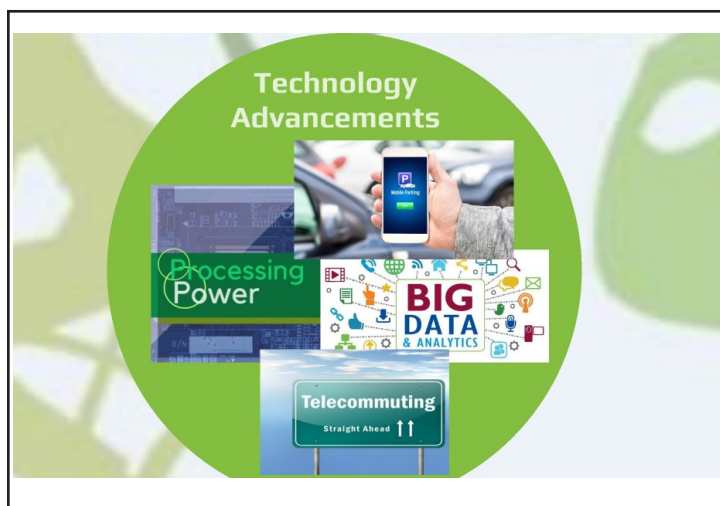 Technology
Advancements
P
Mobile Parking
Processing
Power
BIG
DATA
& ANALYTICS
Telecommuting
Straight Ahead ↑↑